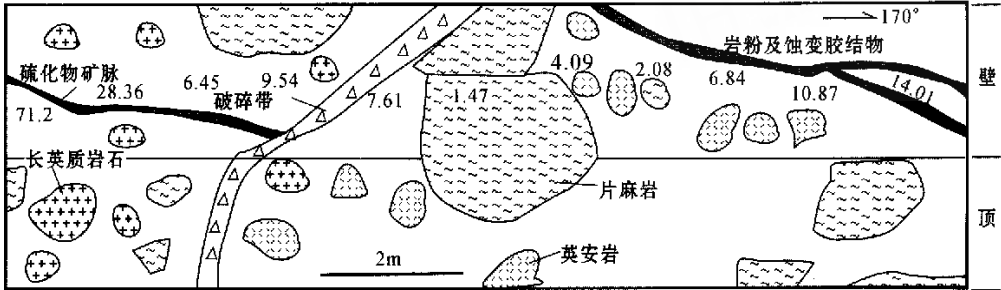 170°
岩粉及蚀变胶结物
硫化物矿脉
28.36
6.45
9.54
4.09
2.08
6.84
壁
71.2
破碎带
7.61
1.47
10.87
14.01
长英质岩石
片麻岩
顶
2m
英安岩